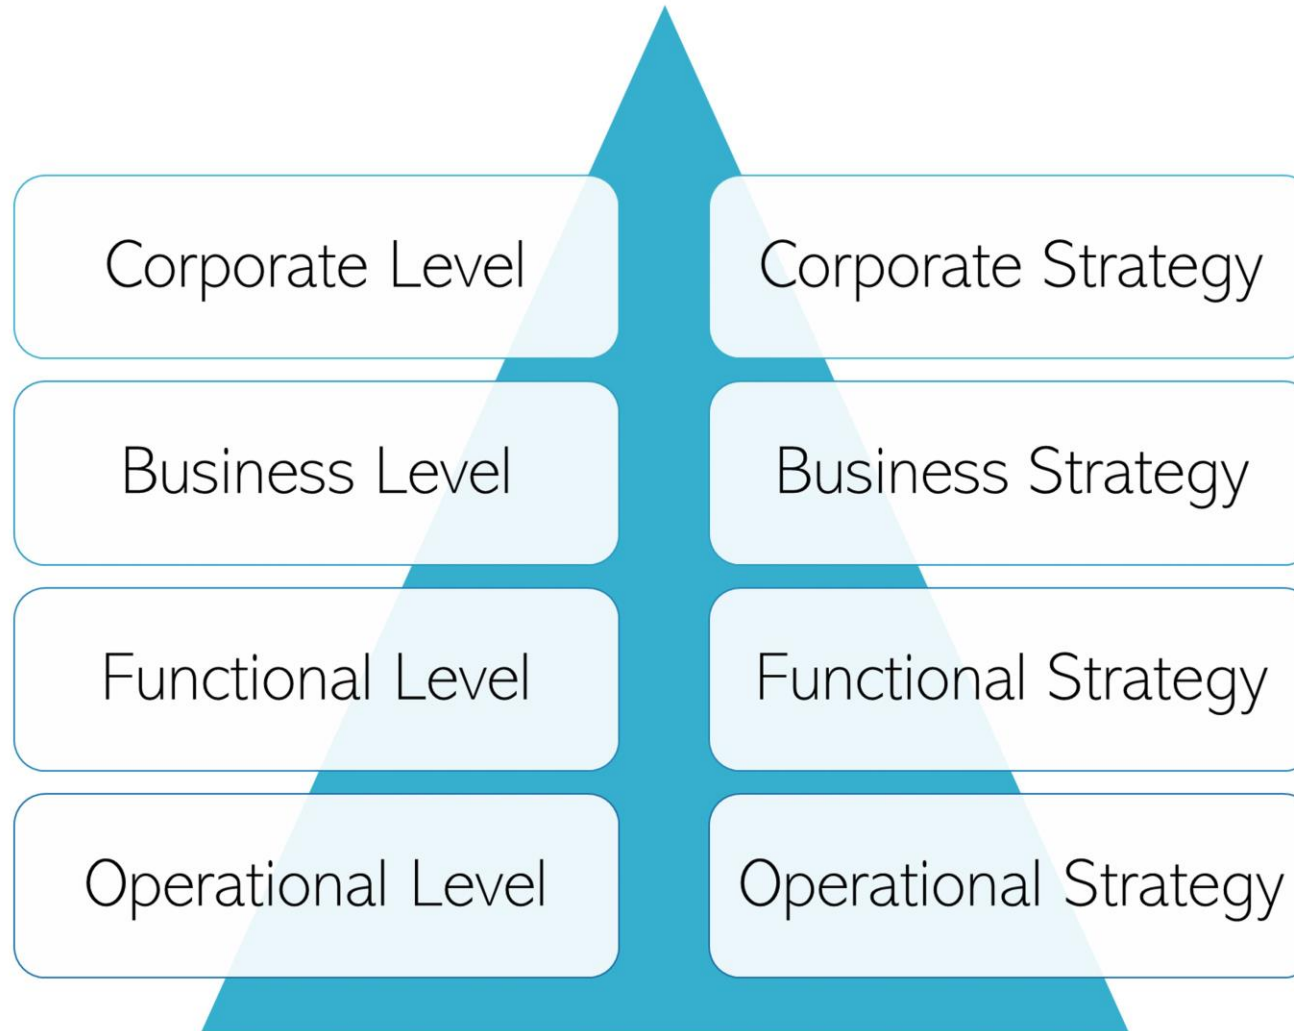 Corporate Level
Corporate Strategy
Business Level
Business Strategy
Functional Level
Functional Strategy
Operational Level
Operational Strategy